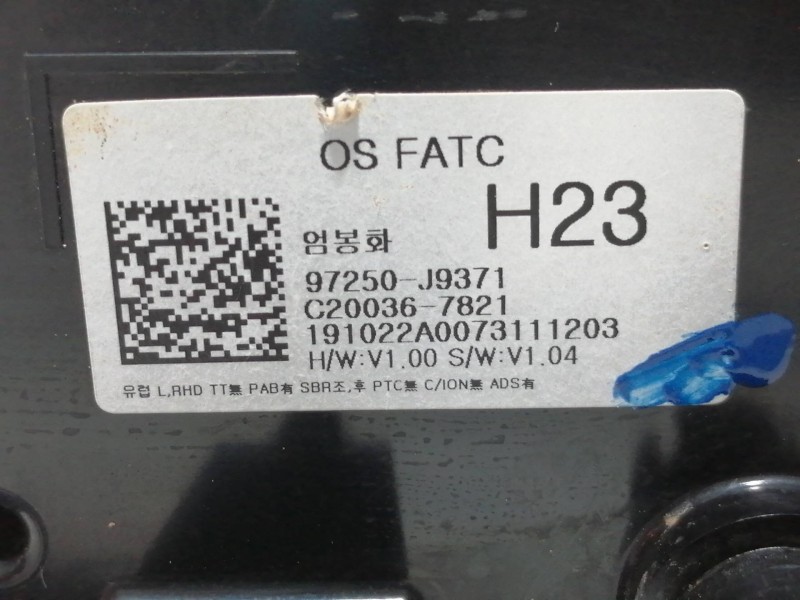 OS FATC
H23
엄봉화
97250-J9371
C20036-7821
191022A0073111203
H/W:V1.00 S/W:V1.04
유럽 L,RHD TT無 PAB有 SBR조,후 PTC無 C/ION無 ADS有